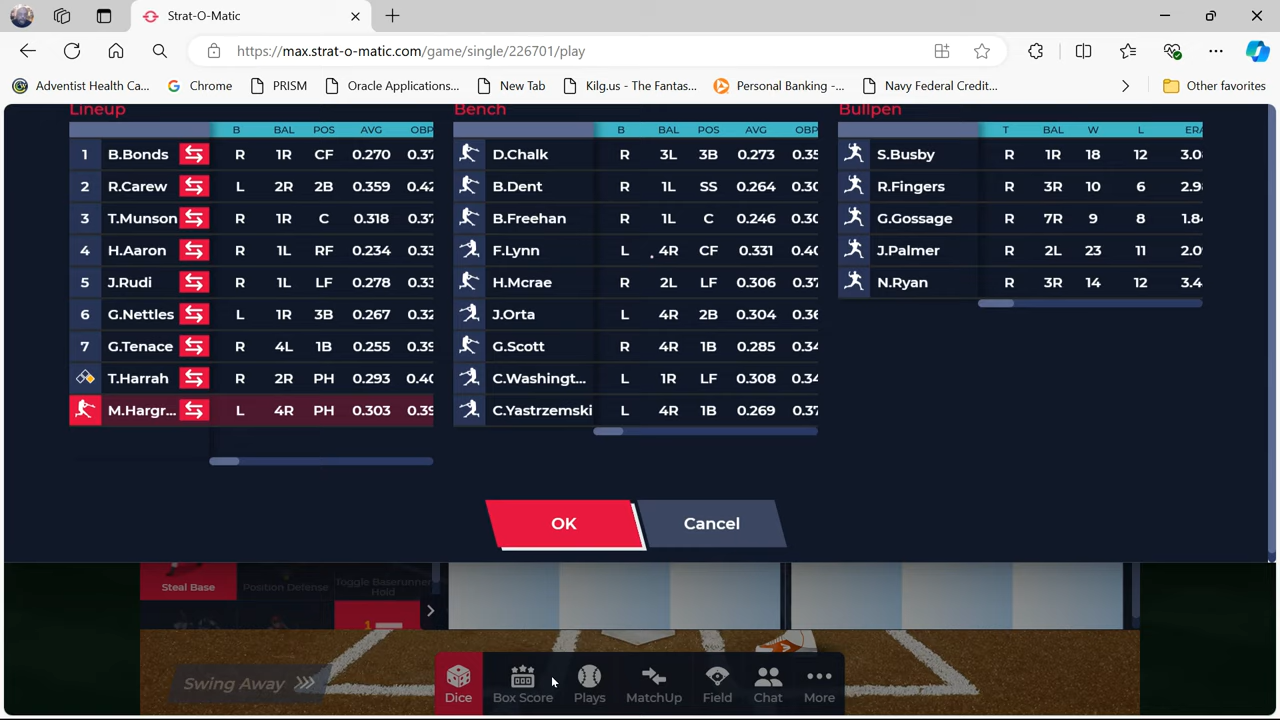 Strat-O-Matic
https://max.strat-o-matic.com/game/single/226701/play
Adventist Health Ca... Chrome PRISM Oracle Applications... New Tab Kilg.us - The Fantas... Personal Banking -... Navy Federal Credit... Other favorites
Lineup Bench Bullpen
B BAL POS AVG OBP B BAL POS AVG OBP T BAL W L ERA
1 B.Bonds R 1R CF 0.270 0.37 D.Chalk R 3L 3B 0.273 0.35 S.Busby R 1R 18 12 3.0
2 R.Carew L 2R 2B 0.359 0.42 B.Dent R 1L SS 0.264 0.30 R.Fingers R 3R 10 6 2.9
3 T.Munson R 1R C 0.318 0.37 B.Freehan R 1L C 0.246 0.30 G.Gossage R 7R 9 8 1.84
4 H.Aaron R 1L RF 0.234 0.33 F.Lynn L 4R CF 0.331 0.40 J.Palmer R 2L 23 11 2.0
5 J.Rudi R 1L LF 0.278 0.33 H.Mcrae R 2L LF 0.306 0.37 N.Ryan R 3R 14 12 3.4
6 G.Nettles L 1R 3B 0.267 0.32 J.Orta L 4R 2B 0.304 0.36
7 G.Tenace R 4L 1B 0.255 0.39 G.Scott R 4R 1B 0.285 0.34
T.Harrah R 2R PH 0.293 0.40 C.Washingt... L 1R LF 0.308 0.34
M.Hargr... L 4R PH 0.303 0.39 C.Yastrzemski L 4R 1B 0.269 0.37
OK Cancel
Steal Base Position Defense Toggle Baserunner
Hold
1
Swing Away
Dice Box Score Plays MatchUp Field Chat More